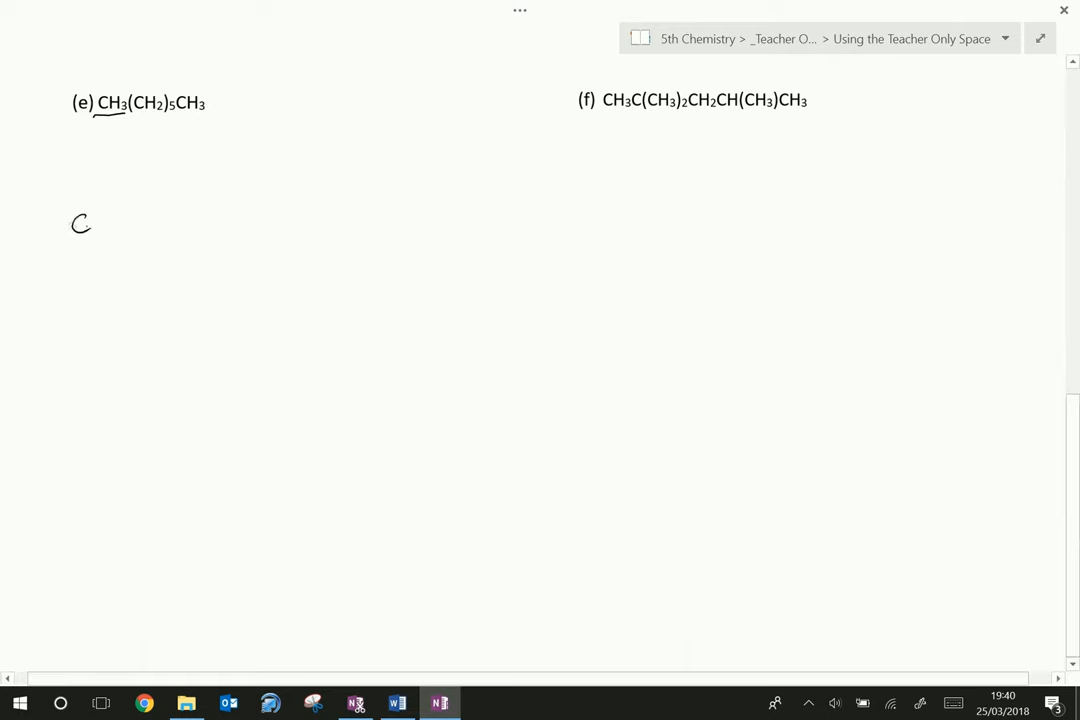 5th Chemistry > _Teacher O... > Using the Teacher Only Space
(e) CH₃(CH₂)₅CH₃
(f) CH₃C(CH₃)₂CH₂CH(CH₃)CH₃
C
19:40
25/03/2018
3